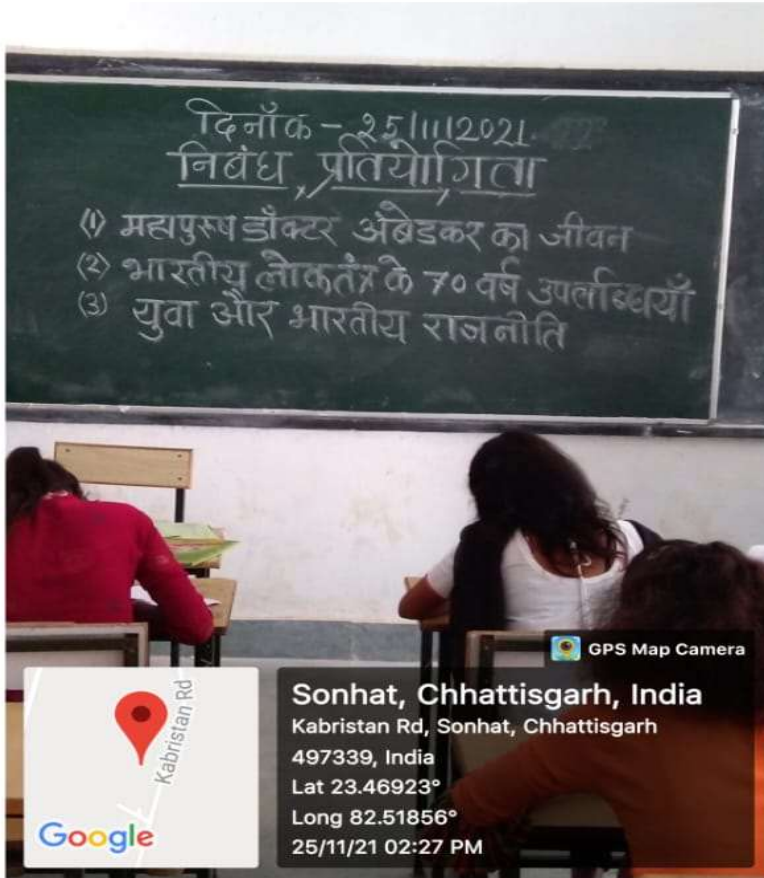 दिनाँक - 25/11/2021.
निबंध प्रतियोगिता
(1) महापुरुष डॉक्टर अंबेडकर का जीवन
(2) भारतीय लोकतंत्र के 70 वर्ष उपलब्धियाँ
(3) युवा और भारतीय राजनीति
GPS Map Camera
Kabristan Rd
Google
Sonhat, Chhattisgarh, India
Kabristan Rd, Sonhat, Chhattisgarh
497339, India
Lat 23.46923°
Long 82.51856°
25/11/21 02:27 PM